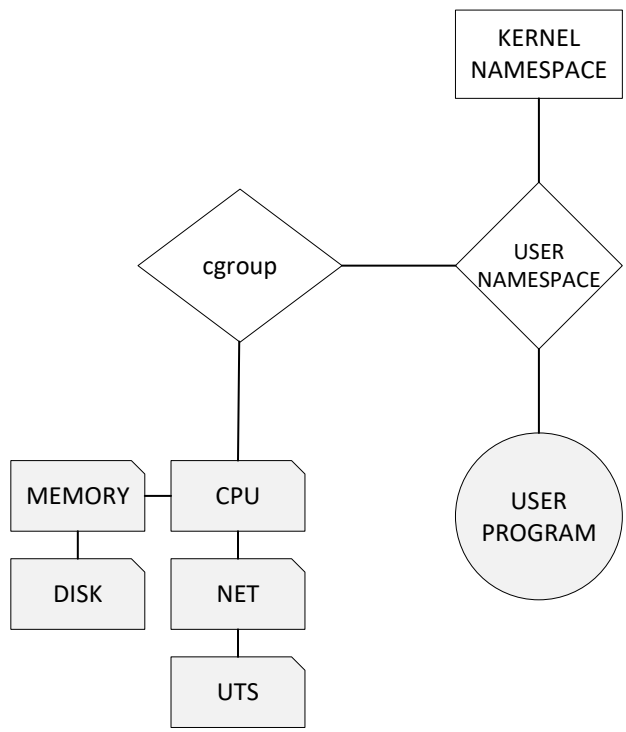 KERNEL
NAMESPACE
cgroup
USER
NAMESPACE
MEMORY
CPU
USER
PROGRAM
DISK
NET
UTS